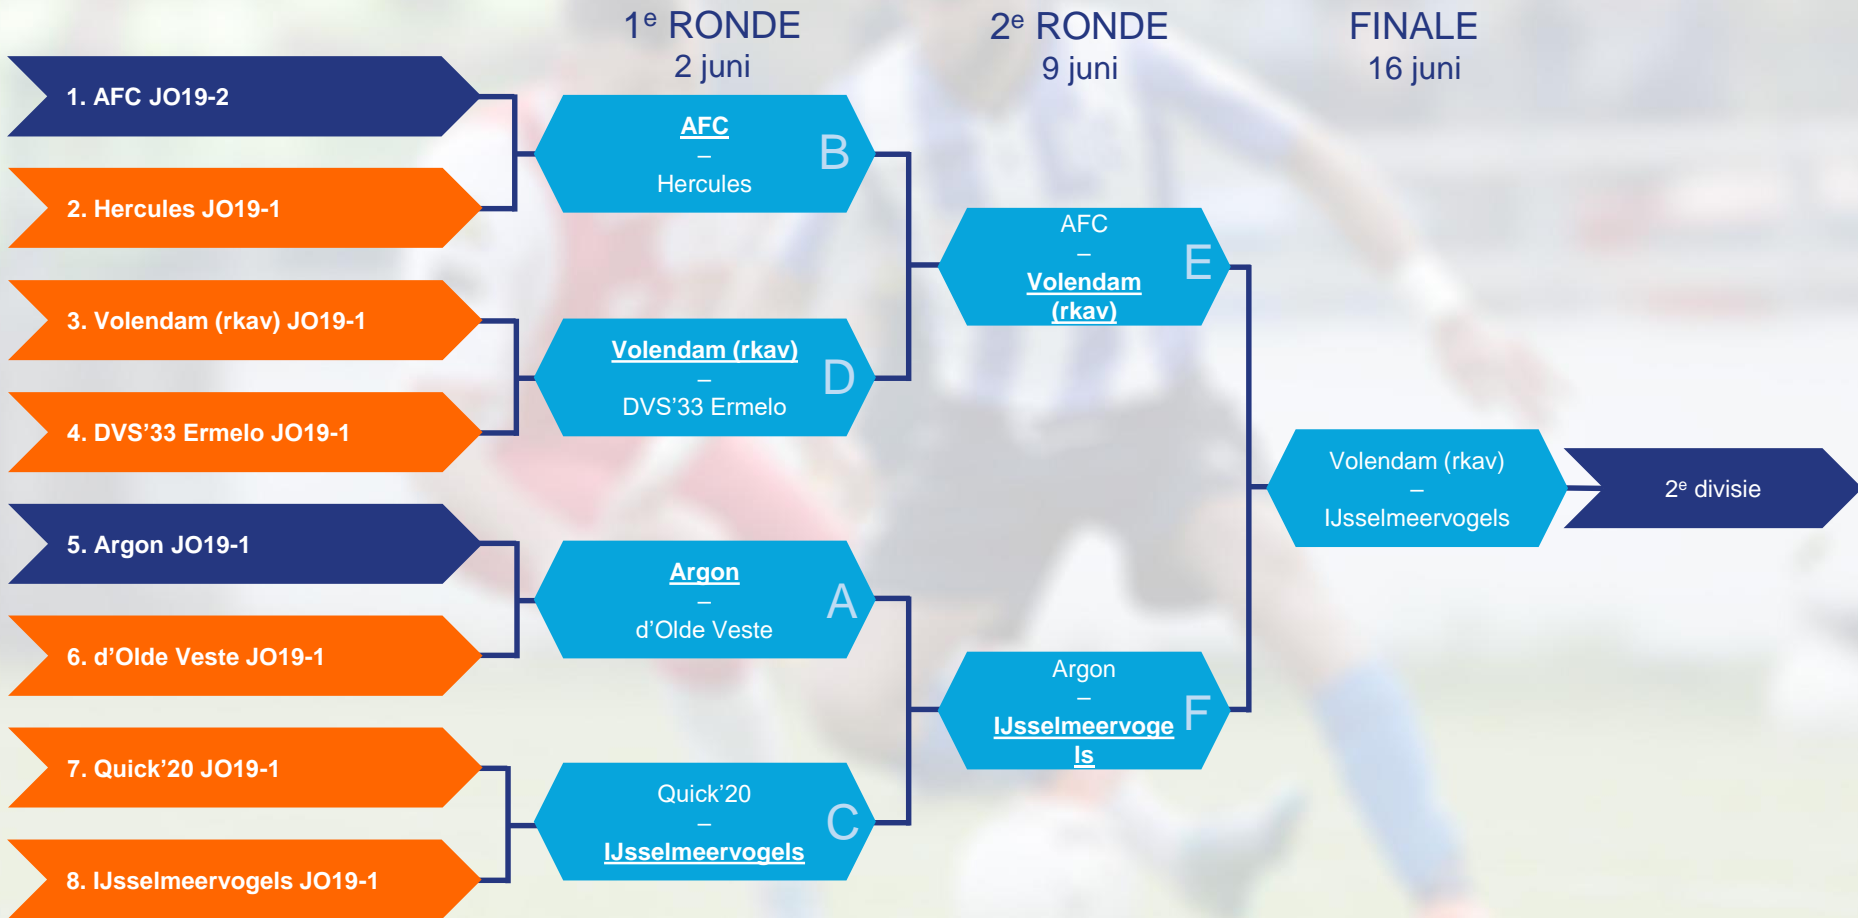 1e RONDE
2 juni
2e RONDE
9 juni
FINALE
16 juni
1. AFC JO19-2
2. Hercules JO19-1
3. Volendam (rkav) JO19-1
4. DVS'33 Ermelo JO19-1
5. Argon JO19-1
6. d'Olde Veste JO19-1
7. Quick'20 JO19-1
8. IJsselmeervogels JO19-1
AFC
–
Hercules
B
Volendam (rkav)
–
DVS'33 Ermelo
D
Argon
–
d'Olde Veste
A
Quick'20
–
IJsselmeervogels
C
AFC
–
Volendam
(rkav)
E
Argon
–
IJsselmeervoge
ls
F
Volendam (rkav)
–
IJsselmeervogels
2e divisie